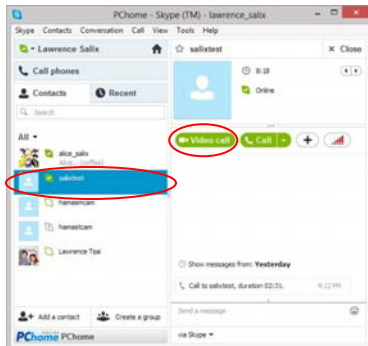 PChome - Skype (TM) - lawrence_salix
Skype Contacts Conversation Call View Tools Help
Lawrence Salix
salixtest
Close
Call phones
8:18
Online
Contacts
Recent
Search
Video call
Call
All
alice_salix
salixtest
hamasitcam
Lawrence Tsai
Show messages from: Yesterday
Call to salixtest, duration 02:31.
Add a contact
Create a group
Send a message
PChome PChome
via Skype